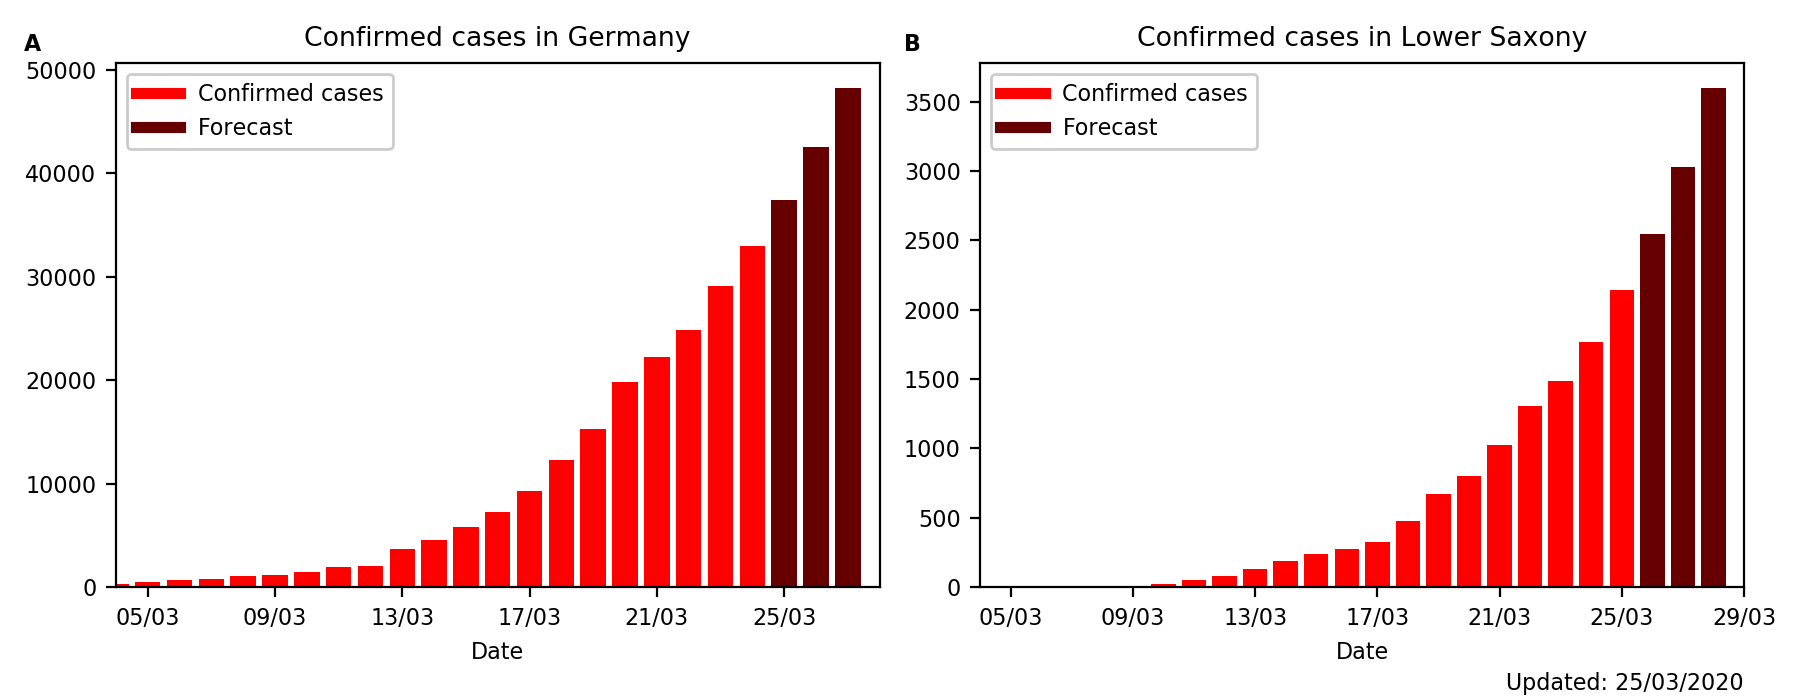 A
Confirmed cases in Germany
50000
40000
30000
20000
10000
0
Confirmed cases
Forecast
05/03 09/03 13/03 17/03 21/03 25/03
Date
B
Confirmed cases in Lower Saxony
3500
3000
2500
2000
1500
1000
500
0
Confirmed cases
Forecast
05/03 09/03 13/03 17/03 21/03 25/03 29/03
Date
Updated: 25/03/2020